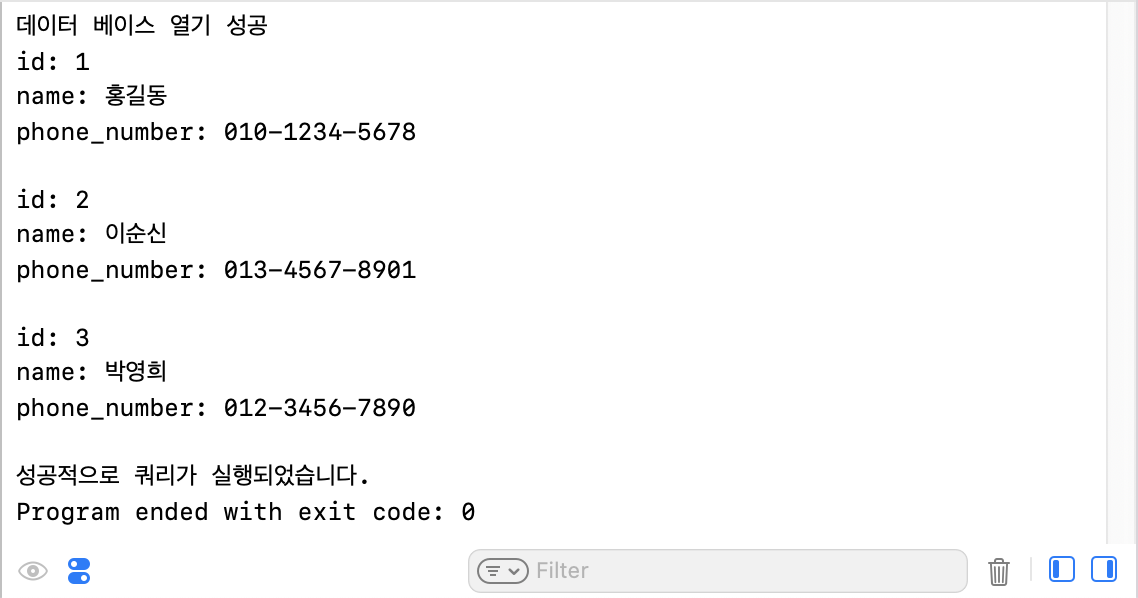 데이터 베이스 열기 성공
id: 1
name: 홍길동
phone_number: 010-1234-5678
id: 2
name: 이순신
phone_number: 013-4567-8901
id: 3
name: 박영희
phone_number: 012-3456-7890
성공적으로 쿼리가 실행되었습니다.
Program ended with exit code: 0
Filter